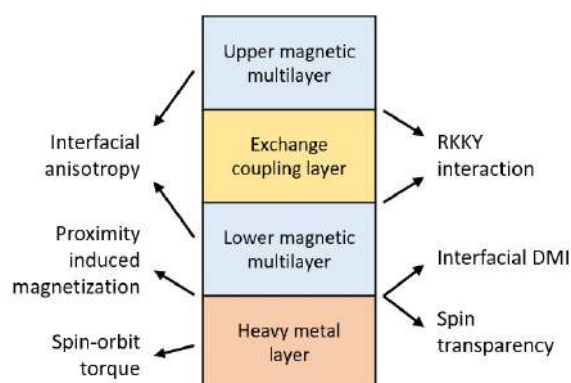 Upper magnetic
multilayer
Exchange
coupling layer
Lower magnetic
multilayer
Heavy metal
layer
Interfacial
anisotropy
Proximity
induced
magnetization
Spin-orbit
torque
RKKY
interaction
Interfacial DMI
Spin
transparency